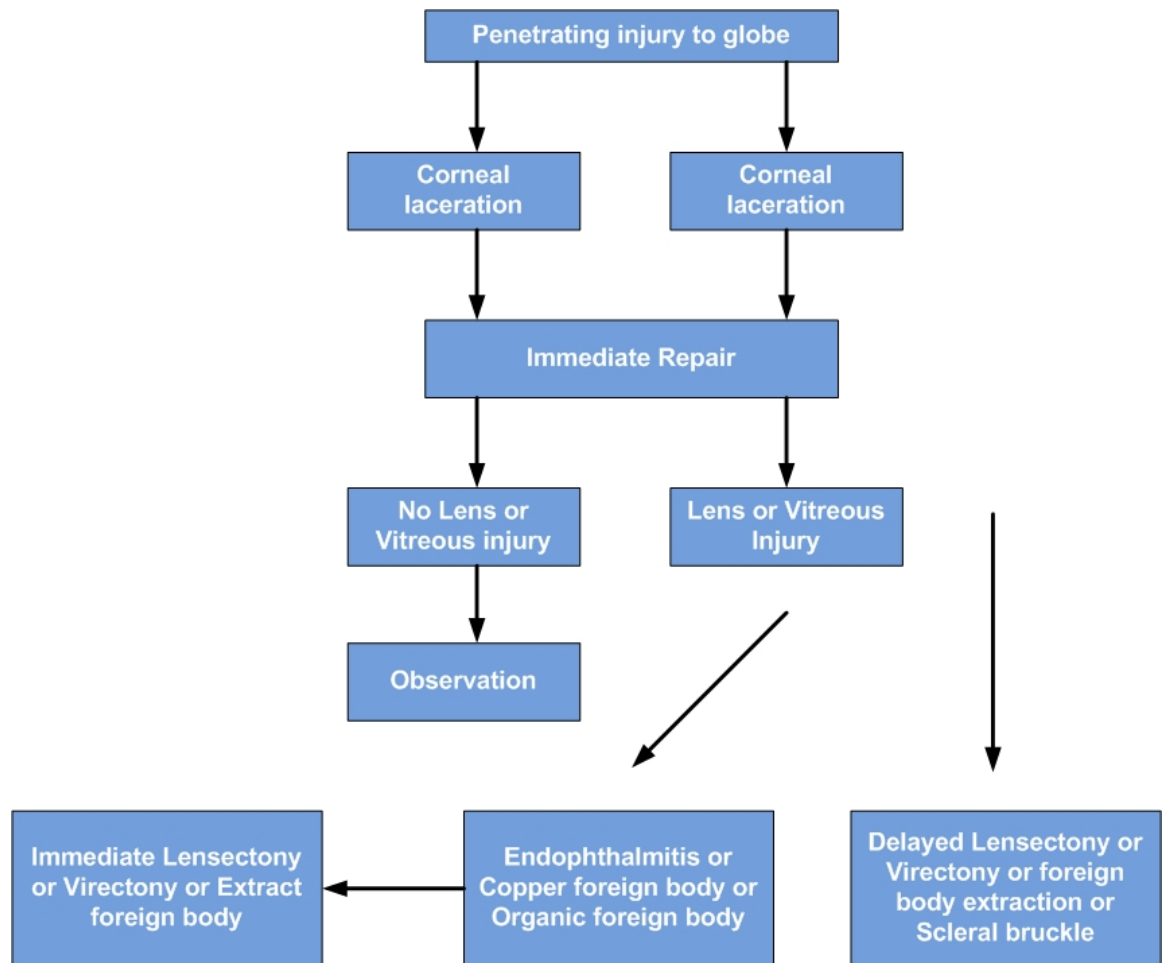 Penetrating injury to globe
Corneal
laceration
Corneal
laceration
Immediate Repair
No Lens or
Vitreous injury
Lens or Vitreous
Injury
Observation
Immediate Lensectony
or Virectony or Extract
foreign body
Endophthalmitis or
Copper foreign body or
Organic foreign body
Delayed Lensectony or
Virectony or foreign
body extraction or
Scleral bruckle